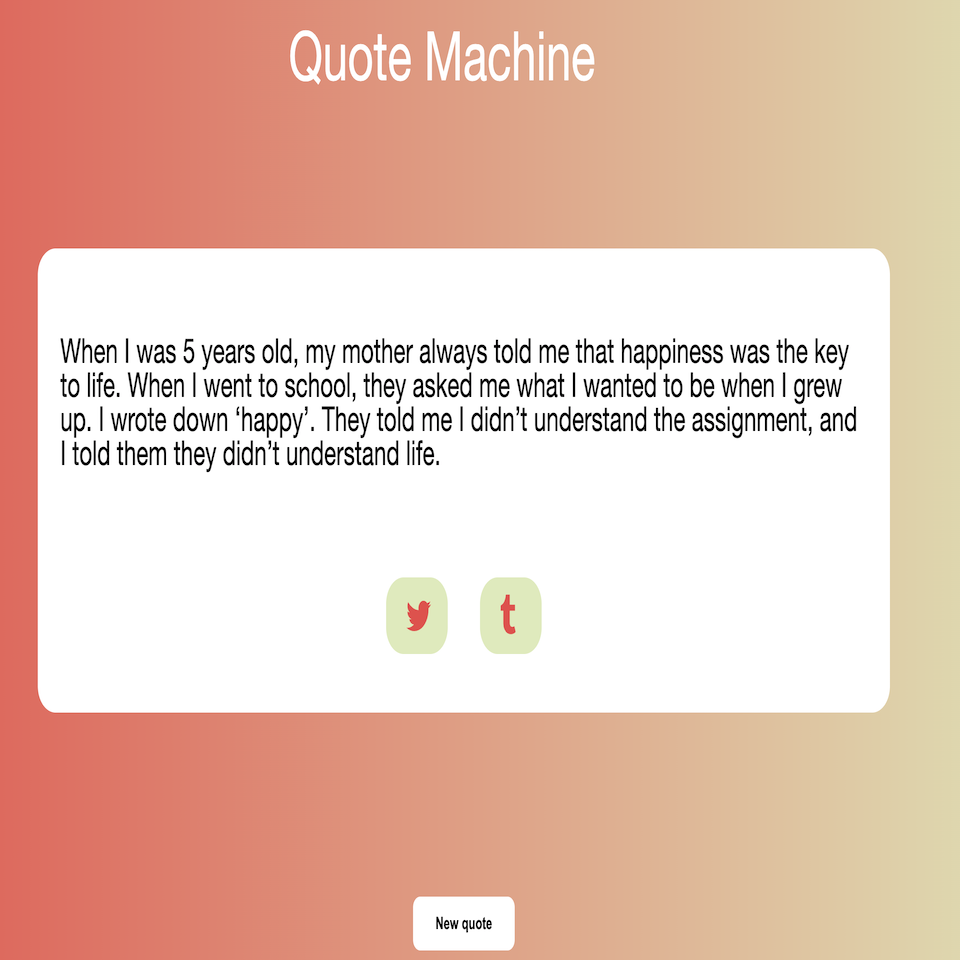 Quote Machine
When I was 5 years old, my mother always told me that happiness was the key
to life. When I went to school, they asked me what I wanted to be when I grew
up. I wrote down ‘happy’. They told me I didn’t understand the assignment, and
I told them they didn’t understand life.
t
New quote